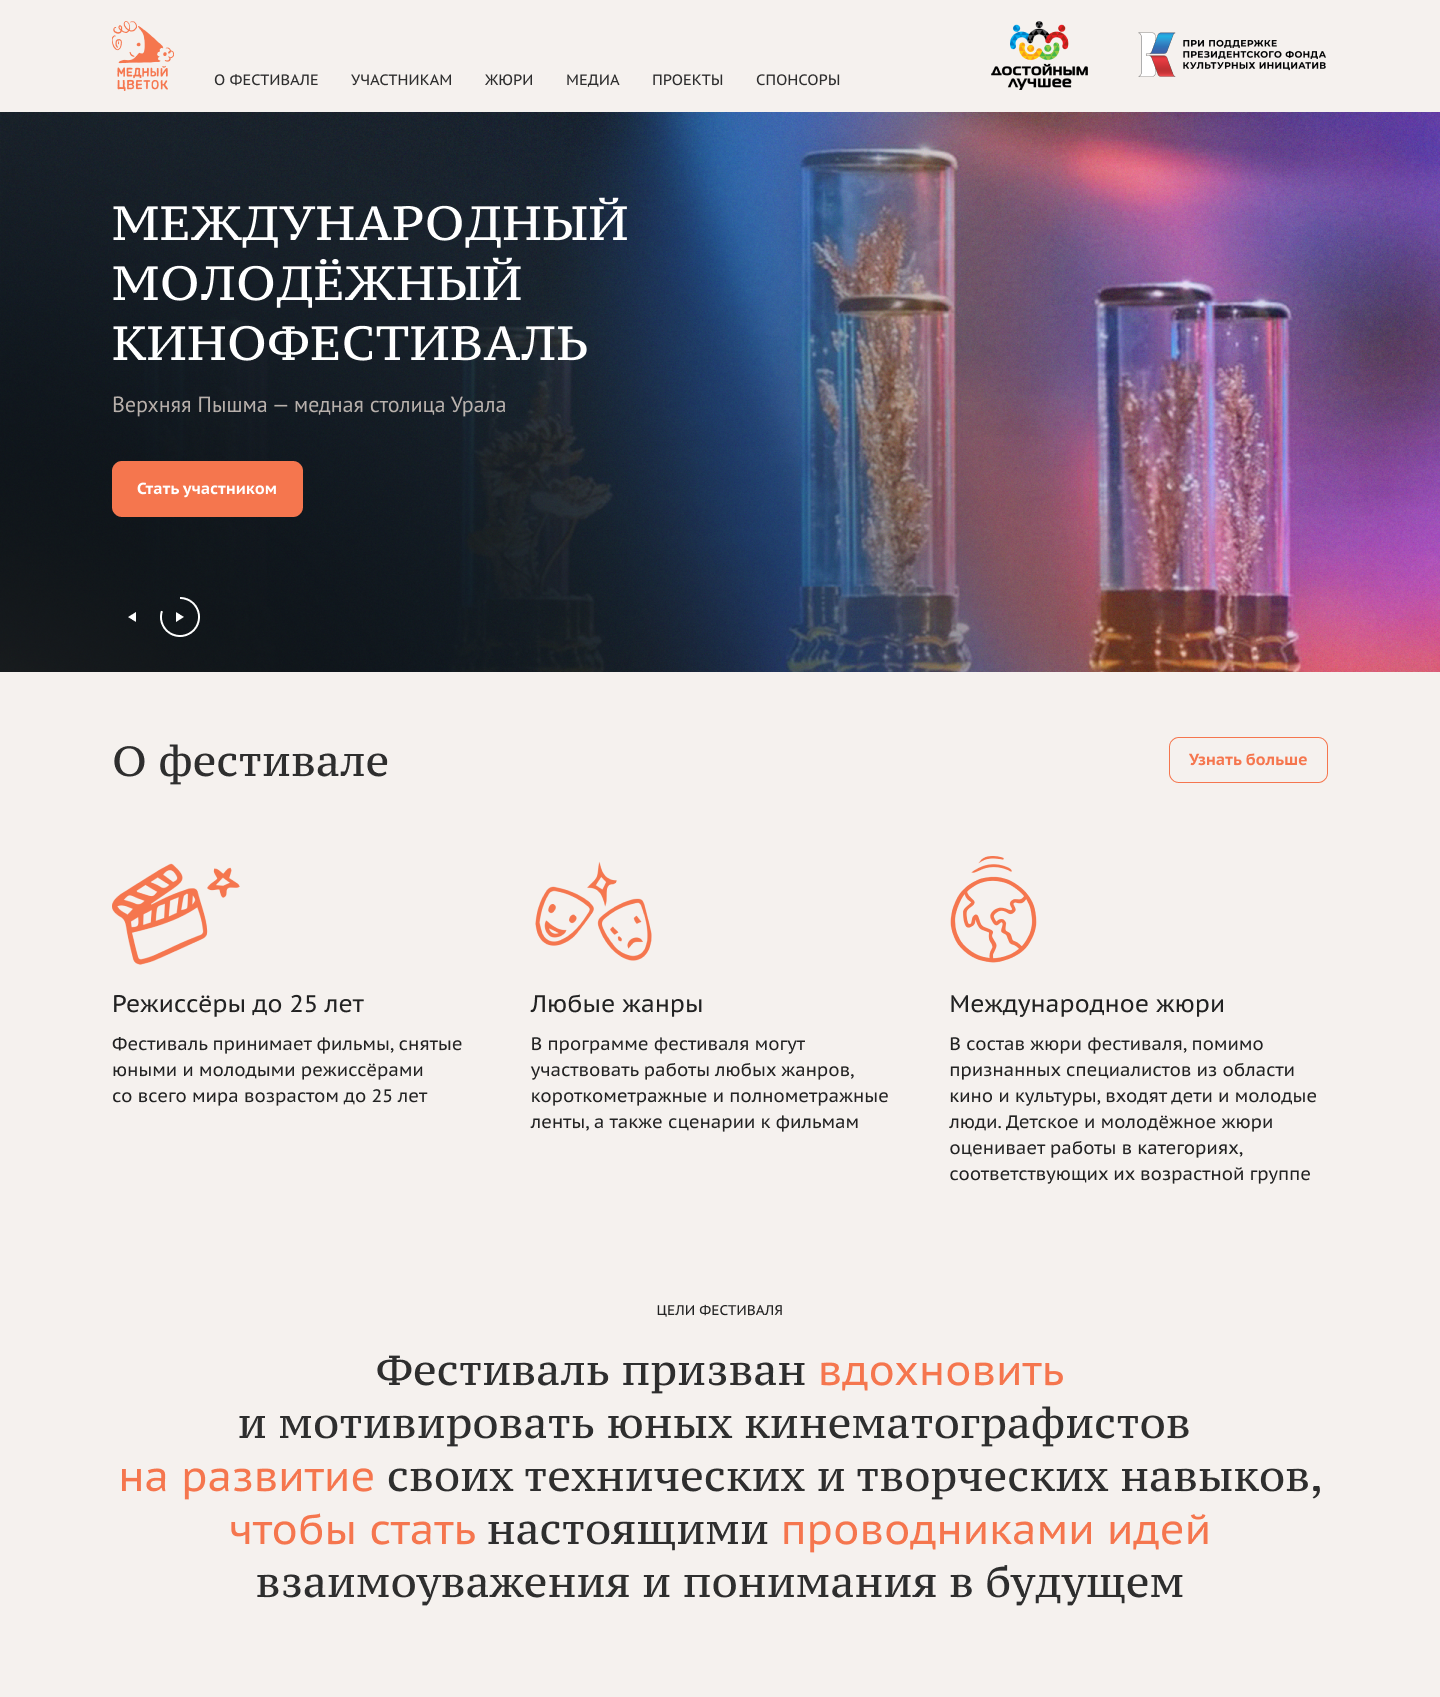 МЕДНЫЙ
ЦВЕТОК
О ФЕСТИВАЛЕ
УЧАСТНИКАМ
ЖЮРИ
МЕДИА
ПРОЕКТЫ
СПОНСОРЫ
ДОСТОЙНЫМ
ЛУЧШЕЕ
ПРИ ПОДДЕРЖКЕ
ПРЕЗИДЕНТСКОГО ФОНДА
КУЛЬТУРНЫХ ИНИЦИАТИВ
МЕЖДУНАРОДНЫЙ
МОЛОДЁЖНЫЙ
КИНОФЕСТИВАЛЬ
Верхняя Пышма — медная столица Урала
Стать участником
О фестивале
Узнать больше
Режиссёры до 25 лет
Фестиваль принимает фильмы, снятые
юными и молодыми режиссёрами
со всего мира возрастом до 25 лет
Любые жанры
В программе фестиваля могут
участвовать работы любых жанров,
короткометражные и полнометражные
ленты, а также сценарии к фильмам
Международное жюри
В состав жюри фестиваля, помимо
признанных специалистов из области
кино и культуры, входят дети и молодые
люди. Детское и молодёжное жюри
оценивает работы в категориях,
соответствующих их возрастной группе
ЦЕЛИ ФЕСТИВАЛЯ
Фестиваль призван вдохновить
и мотивировать юных кинематографистов
на развитие своих технических и творческих навыков,
чтобы стать настоящими проводниками идей
взаимоуважения и понимания в будущем